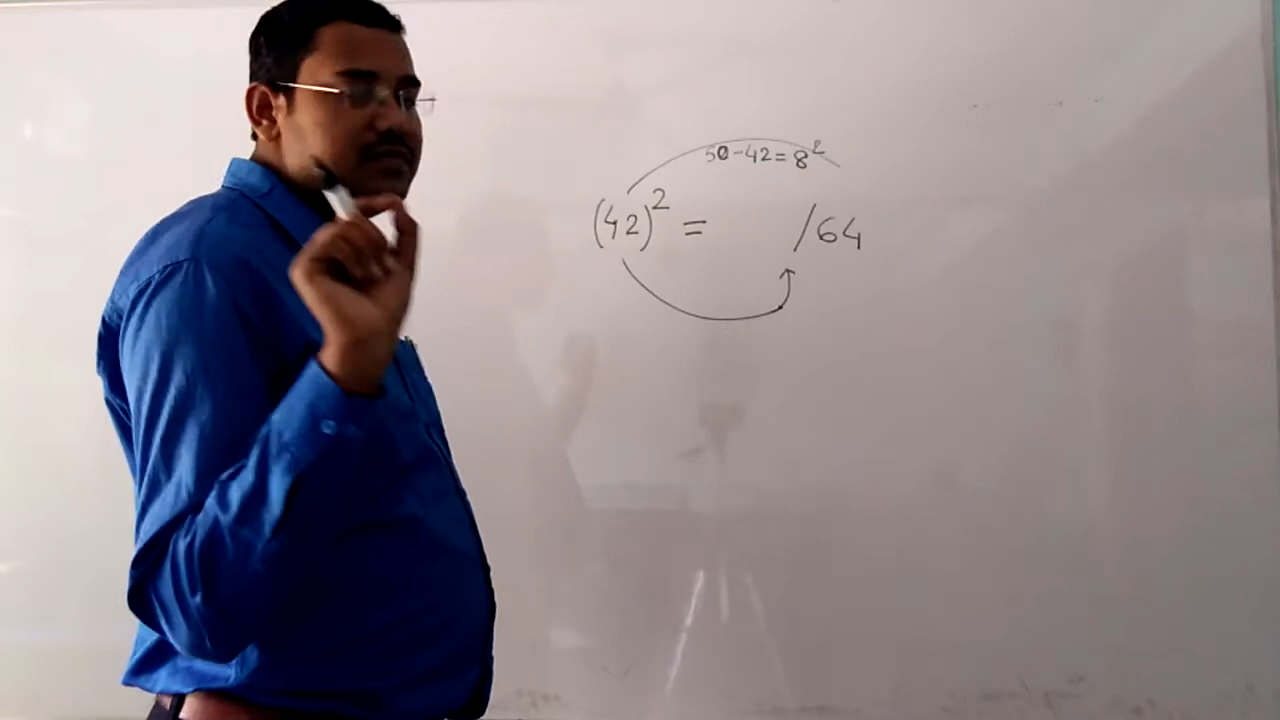 50-42=8²
(42)² = /64